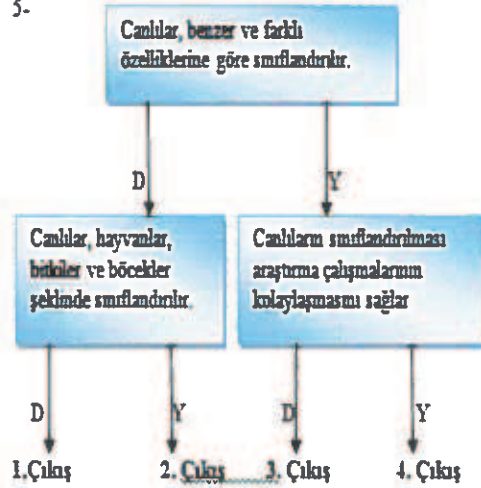 5-
Canlılar, benzer ve farklı
özelliklerine göre sınıflandırılır.
D
Y
Canlılar, hayvanlar,
bitkiler ve böcekler
şeklinde sınıflandırılır.
Canlıların sınıflandırılması
araştırma çalışmalarının
kolaylaşmasını sağlar
D
Y
D
Y
1.Çıkış
2. Çıkış
3. Çıkış
4. Çıkış